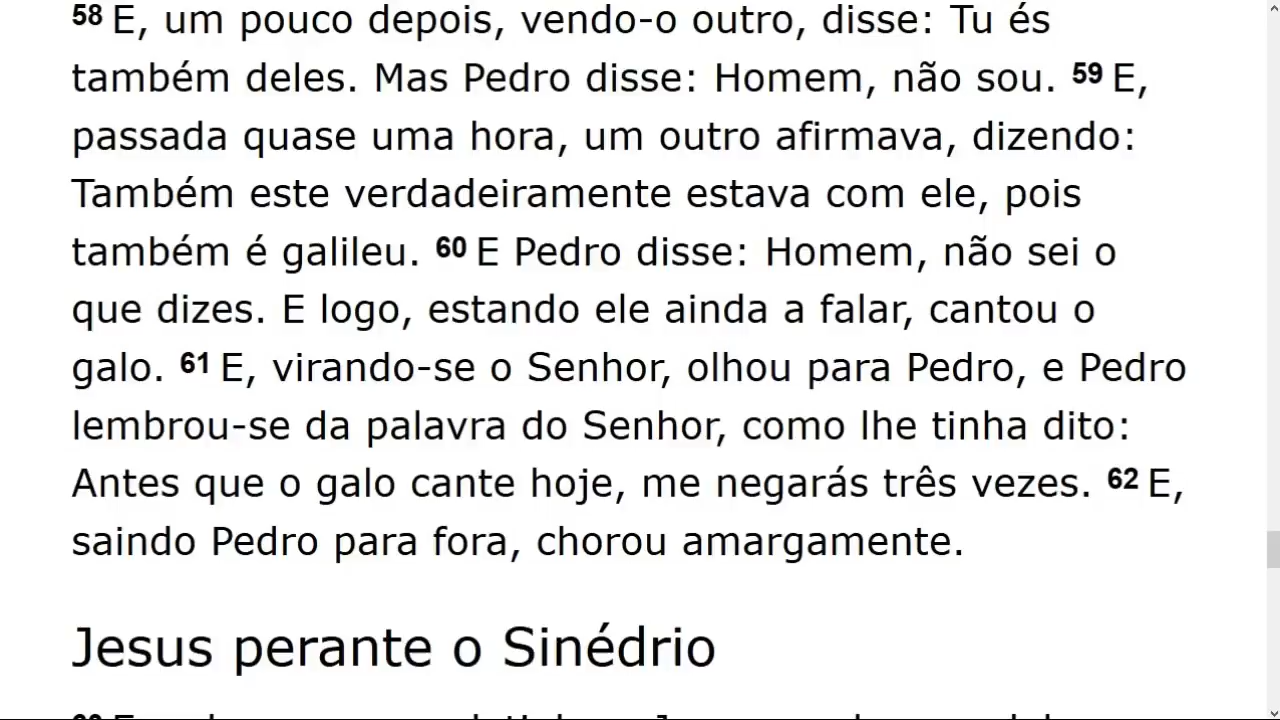 58 E, um pouco depois, vendo-o outro, disse: Tu és
também deles. Mas Pedro disse: Homem, não sou. 59 E,
passada quase uma hora, um outro afirmava, dizendo:
Também este verdadeiramente estava com ele, pois
também é galileu. 60 E Pedro disse: Homem, não sei o
que dizes. E logo, estando ele ainda a falar, cantou o
galo. 61 E, virando-se o Senhor, olhou para Pedro, e Pedro
lembrou-se da palavra do Senhor, como lhe tinha dito:
Antes que o galo cante hoje, me negarás três vezes. 62 E,
saindo Pedro para fora, chorou amargamente.
Jesus perante o Sinédrio